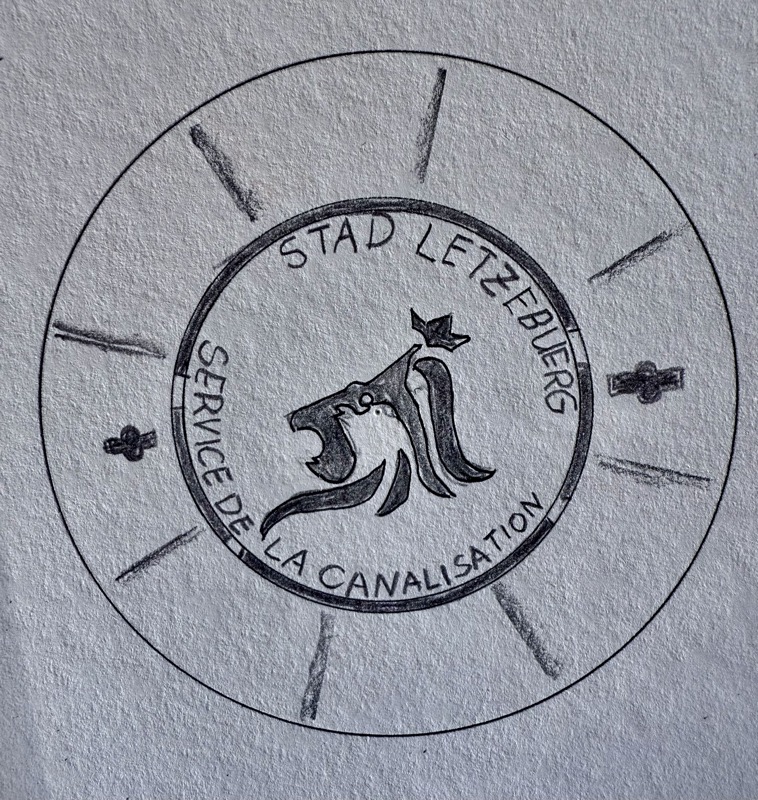 STAD LETZEBUERG
SERVICE DE LA CANALISATION